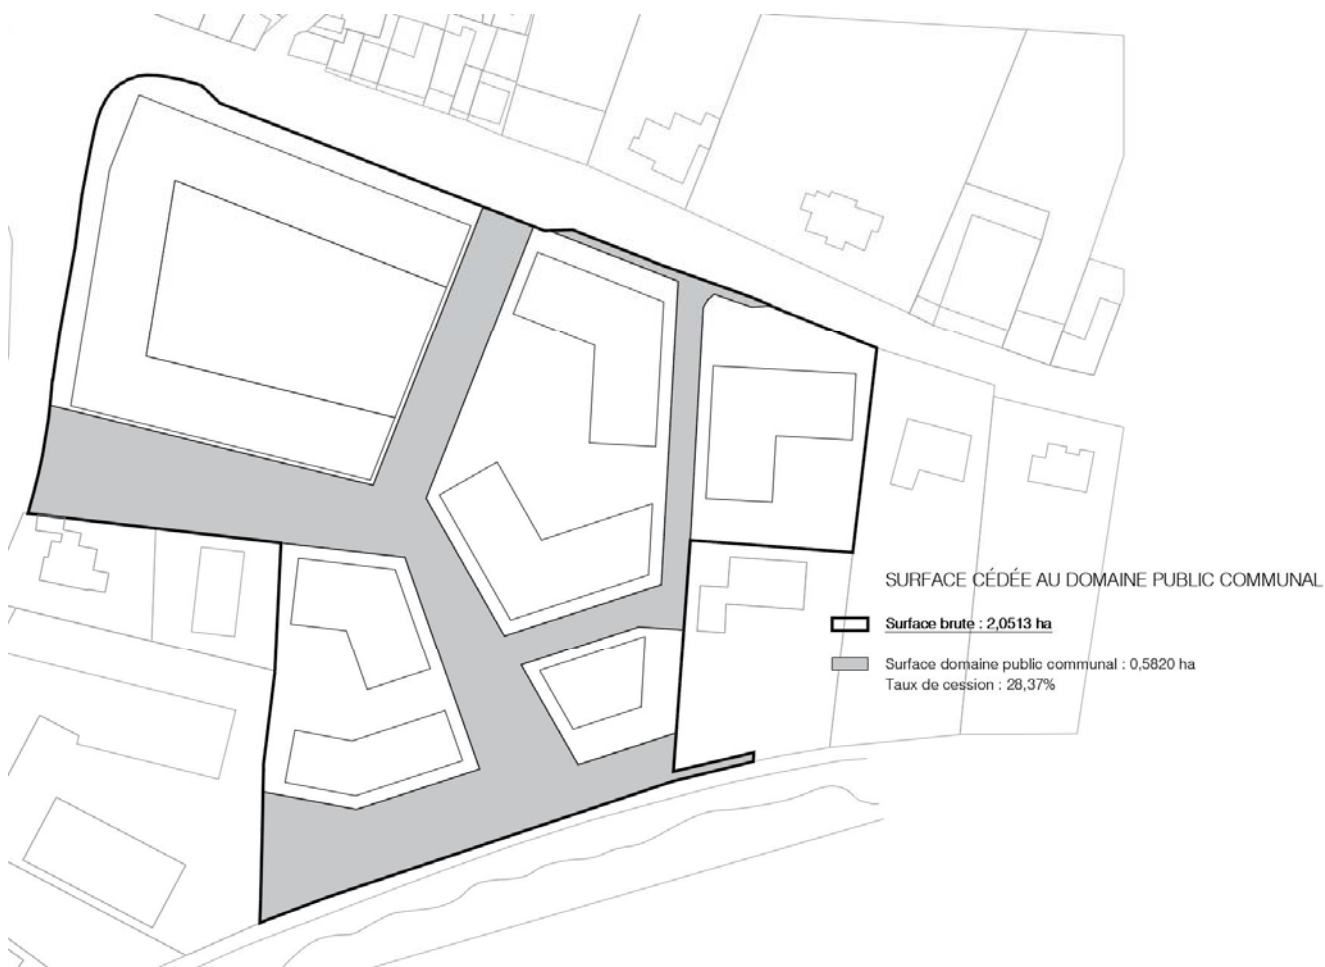 SURFACE CÉDÉE AU DOMAINE PUBLIC COMMUNAL
Surface brute : 2,0513 ha
Surface domaine public communal : 0,5820 ha
Taux de cession : 28,37%